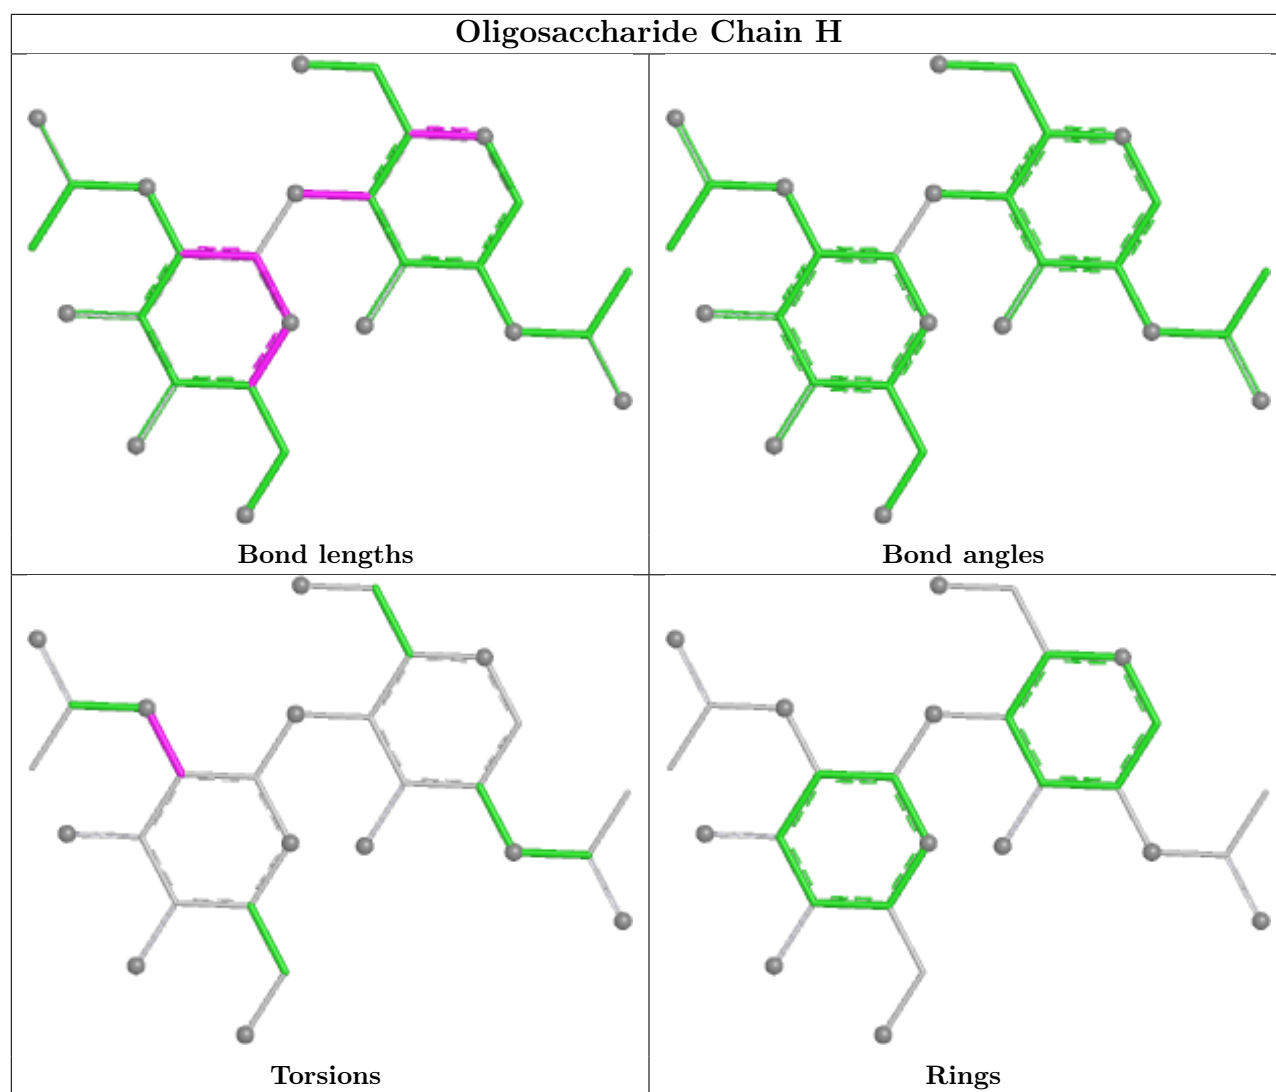 Oligosaccharide Chain H
Bond lengths
Bond angles
Torsions
Rings